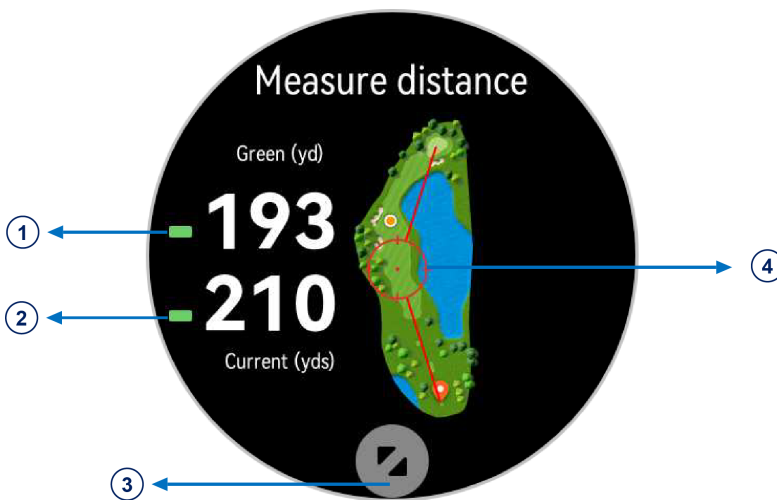 Measure distance
Green (yd)
1
193
2
210
Current (yds)
3
4